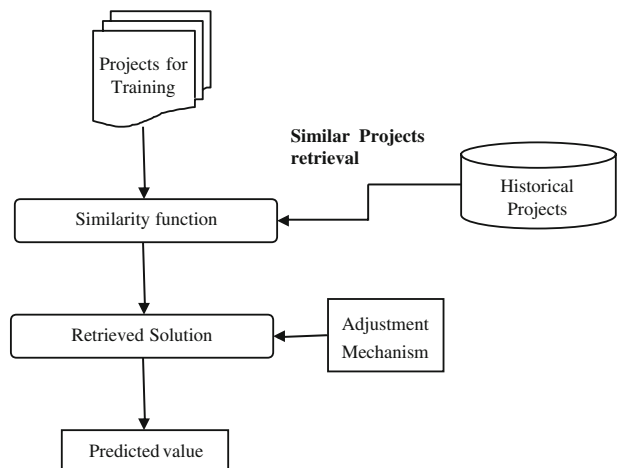 Projects for
Training
Similar Projects
retrieval
Historical
Projects
Similarity function
Retrieved Solution
Adjustment
Mechanism
Predicted value